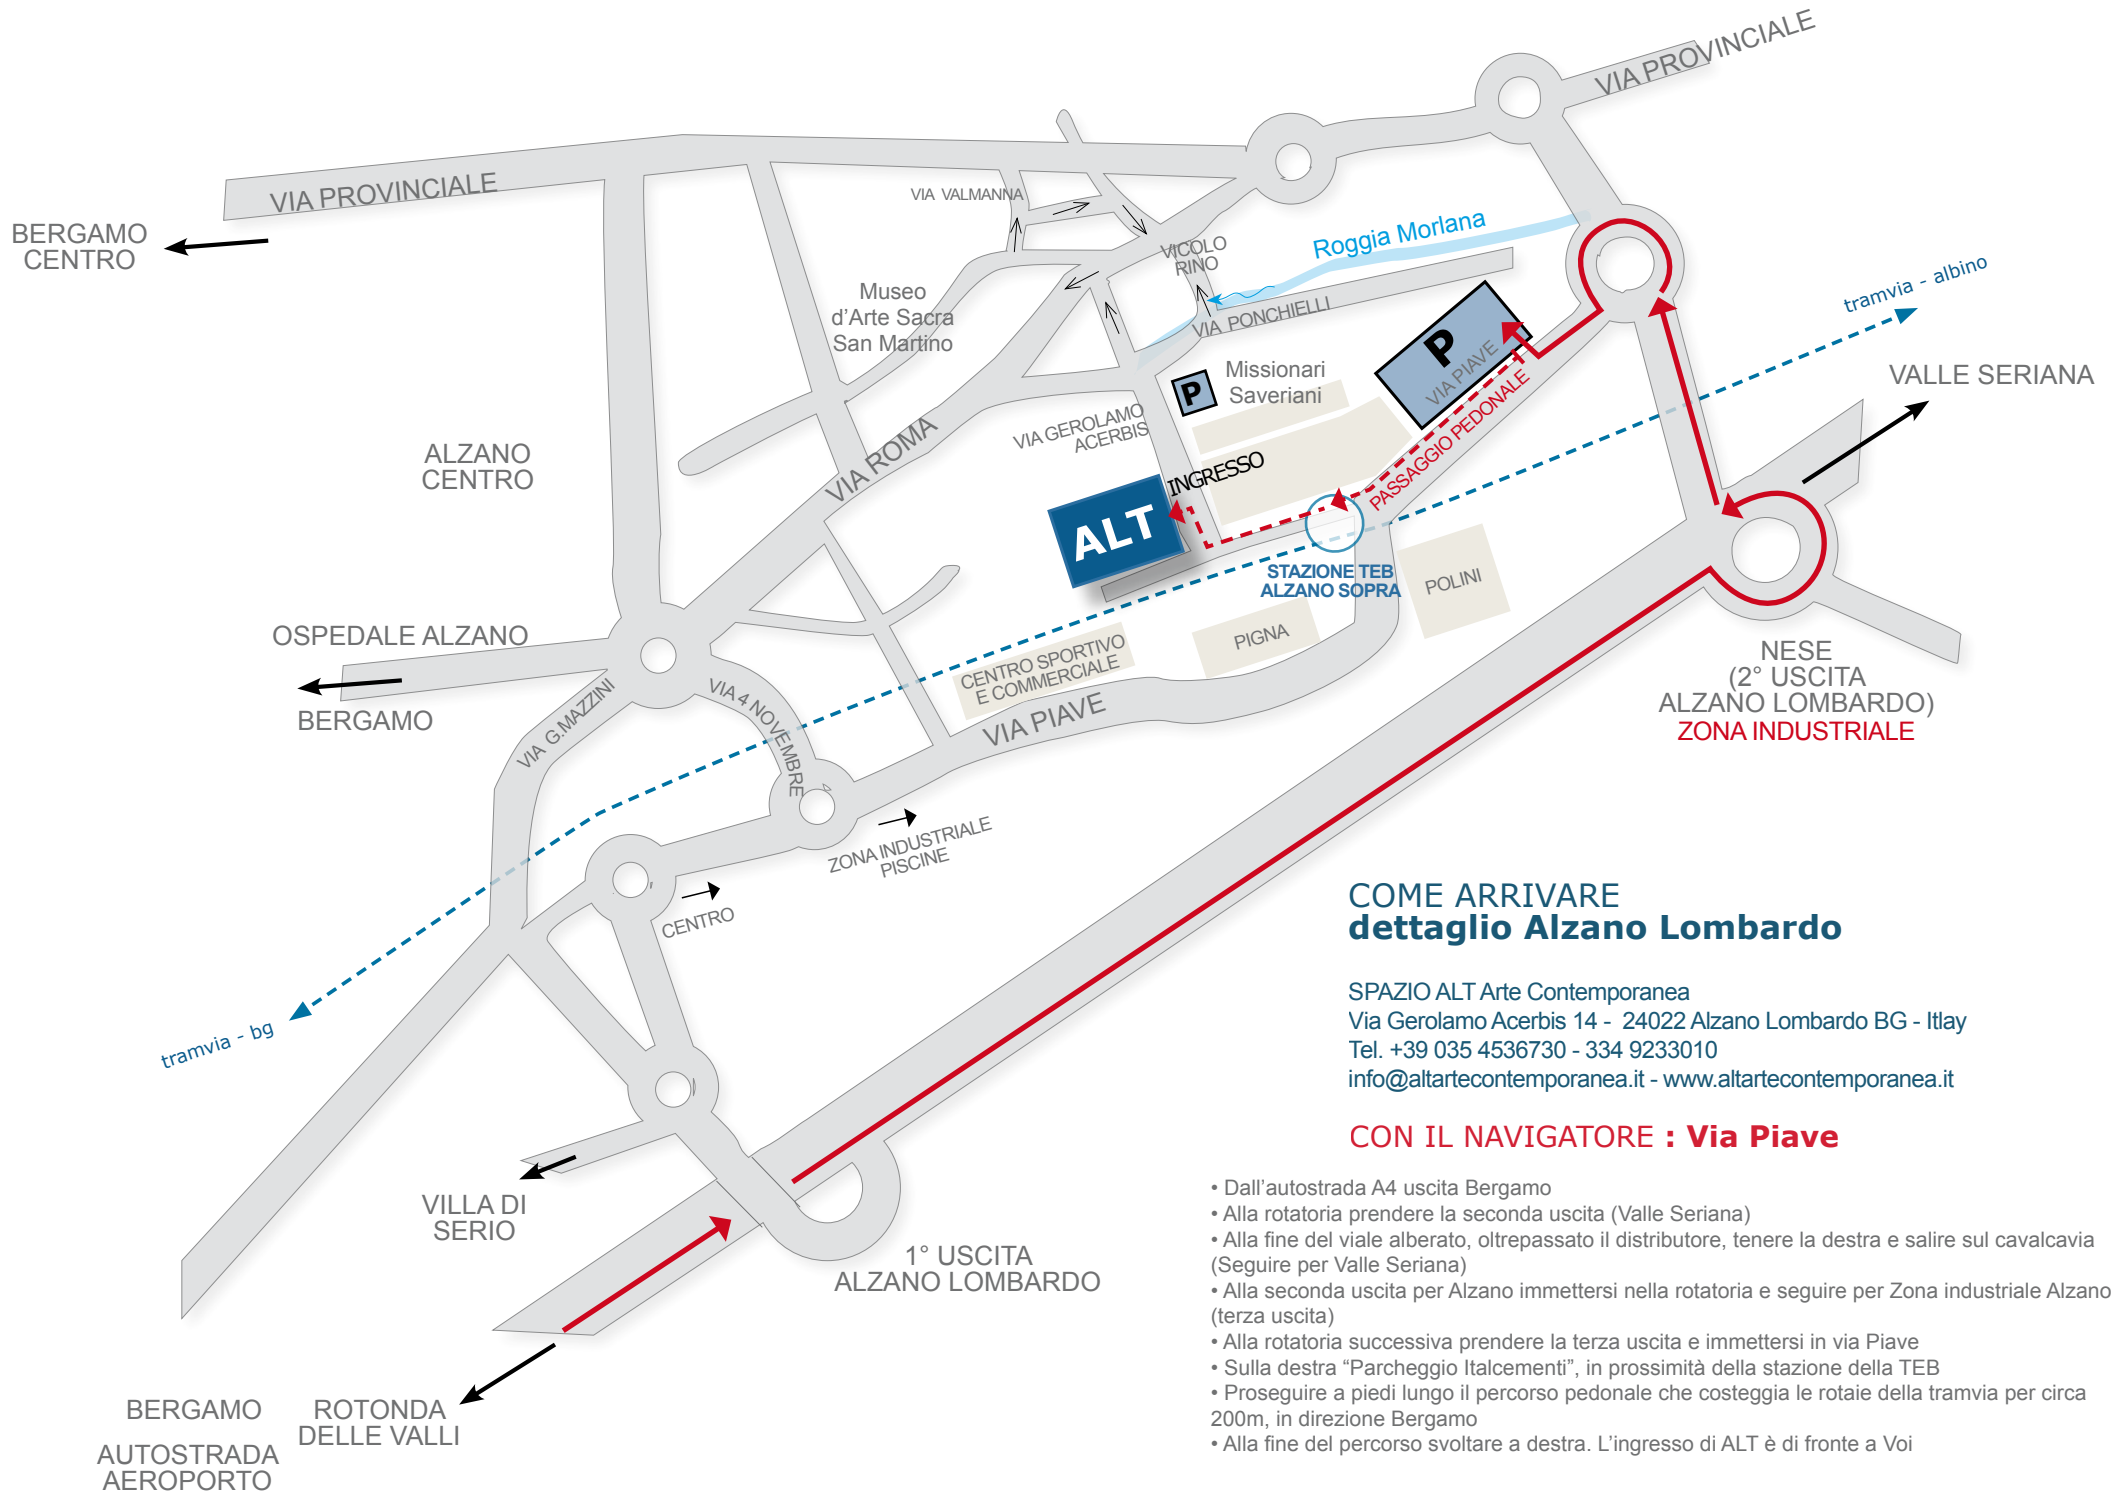 VIA PROVINCIALE
VIA PROVINCIALE
BERGAMO
CENTRO
VIA VALMANNA
VICOLO
RINO
Roggia Morlana
tramvia - albino
Museo
d'Arte Sacra
San Martino
VIA PONCHIELLI
P
VIA PIAVE
P
Missionari
Saveriani
VALLE SERIANA
PASSAGGIO PEDONALE
VIA GEROLAMO
ACERBIS
ALZANO
CENTRO
VIA ROMA
INGRESSO
ALT
STAZIONE TEB
ALZANO SOPRA
POLINI
PIGNA
CENTRO SPORTIVO
E COMMERCIALE
OSPEDALE ALZANO
BERGAMO
VIA G.MAZZINI
VIA 4 NOVEMBRE
VIA PIAVE
NESE
(2° USCITA
ALZANO LOMBARDO)
ZONA INDUSTRIALE
ZONA INDUSTRIALE
PISCINE
CENTRO
tramvia - bg
VILLA DI
SERIO
1° USCITA
ALZANO LOMBARDO
BERGAMO
AUTOSTRADA
AEROPORTO
ROTONDA
DELLE VALLI
COME ARRIVARE
dettaglio Alzano Lombardo
SPAZIO ALT Arte Contemporanea
Via Gerolamo Acerbis 14 - 24022 Alzano Lombardo BG - Itlay
Tel. +39 035 4536730 - 334 9233010
info@altartecontemporanea.it - www.altartecontemporanea.it
CON IL NAVIGATORE : Via Piave
• Dall'autostrada A4 uscita Bergamo
• Alla rotatoria prendere la seconda uscita (Valle Seriana)
• Alla fine del viale alberato, oltrepassato il distributore, tenere la destra e salire sul cavalcavia
(Seguire per Valle Seriana)
• Alla seconda uscita per Alzano immettersi nella rotatoria e seguire per Zona industriale Alzano
(terza uscita)
• Alla rotatoria successiva prendere la terza uscita e immettersi in via Piave
• Sulla destra “Parcheggio Italcementi”, in prossimità della stazione della TEB
• Proseguire a piedi lungo il percorso pedonale che costeggia le rotaie della tramvia per circa
200m, in direzione Bergamo
• Alla fine del percorso svoltare a destra. L'ingresso di ALT è di fronte a Voi